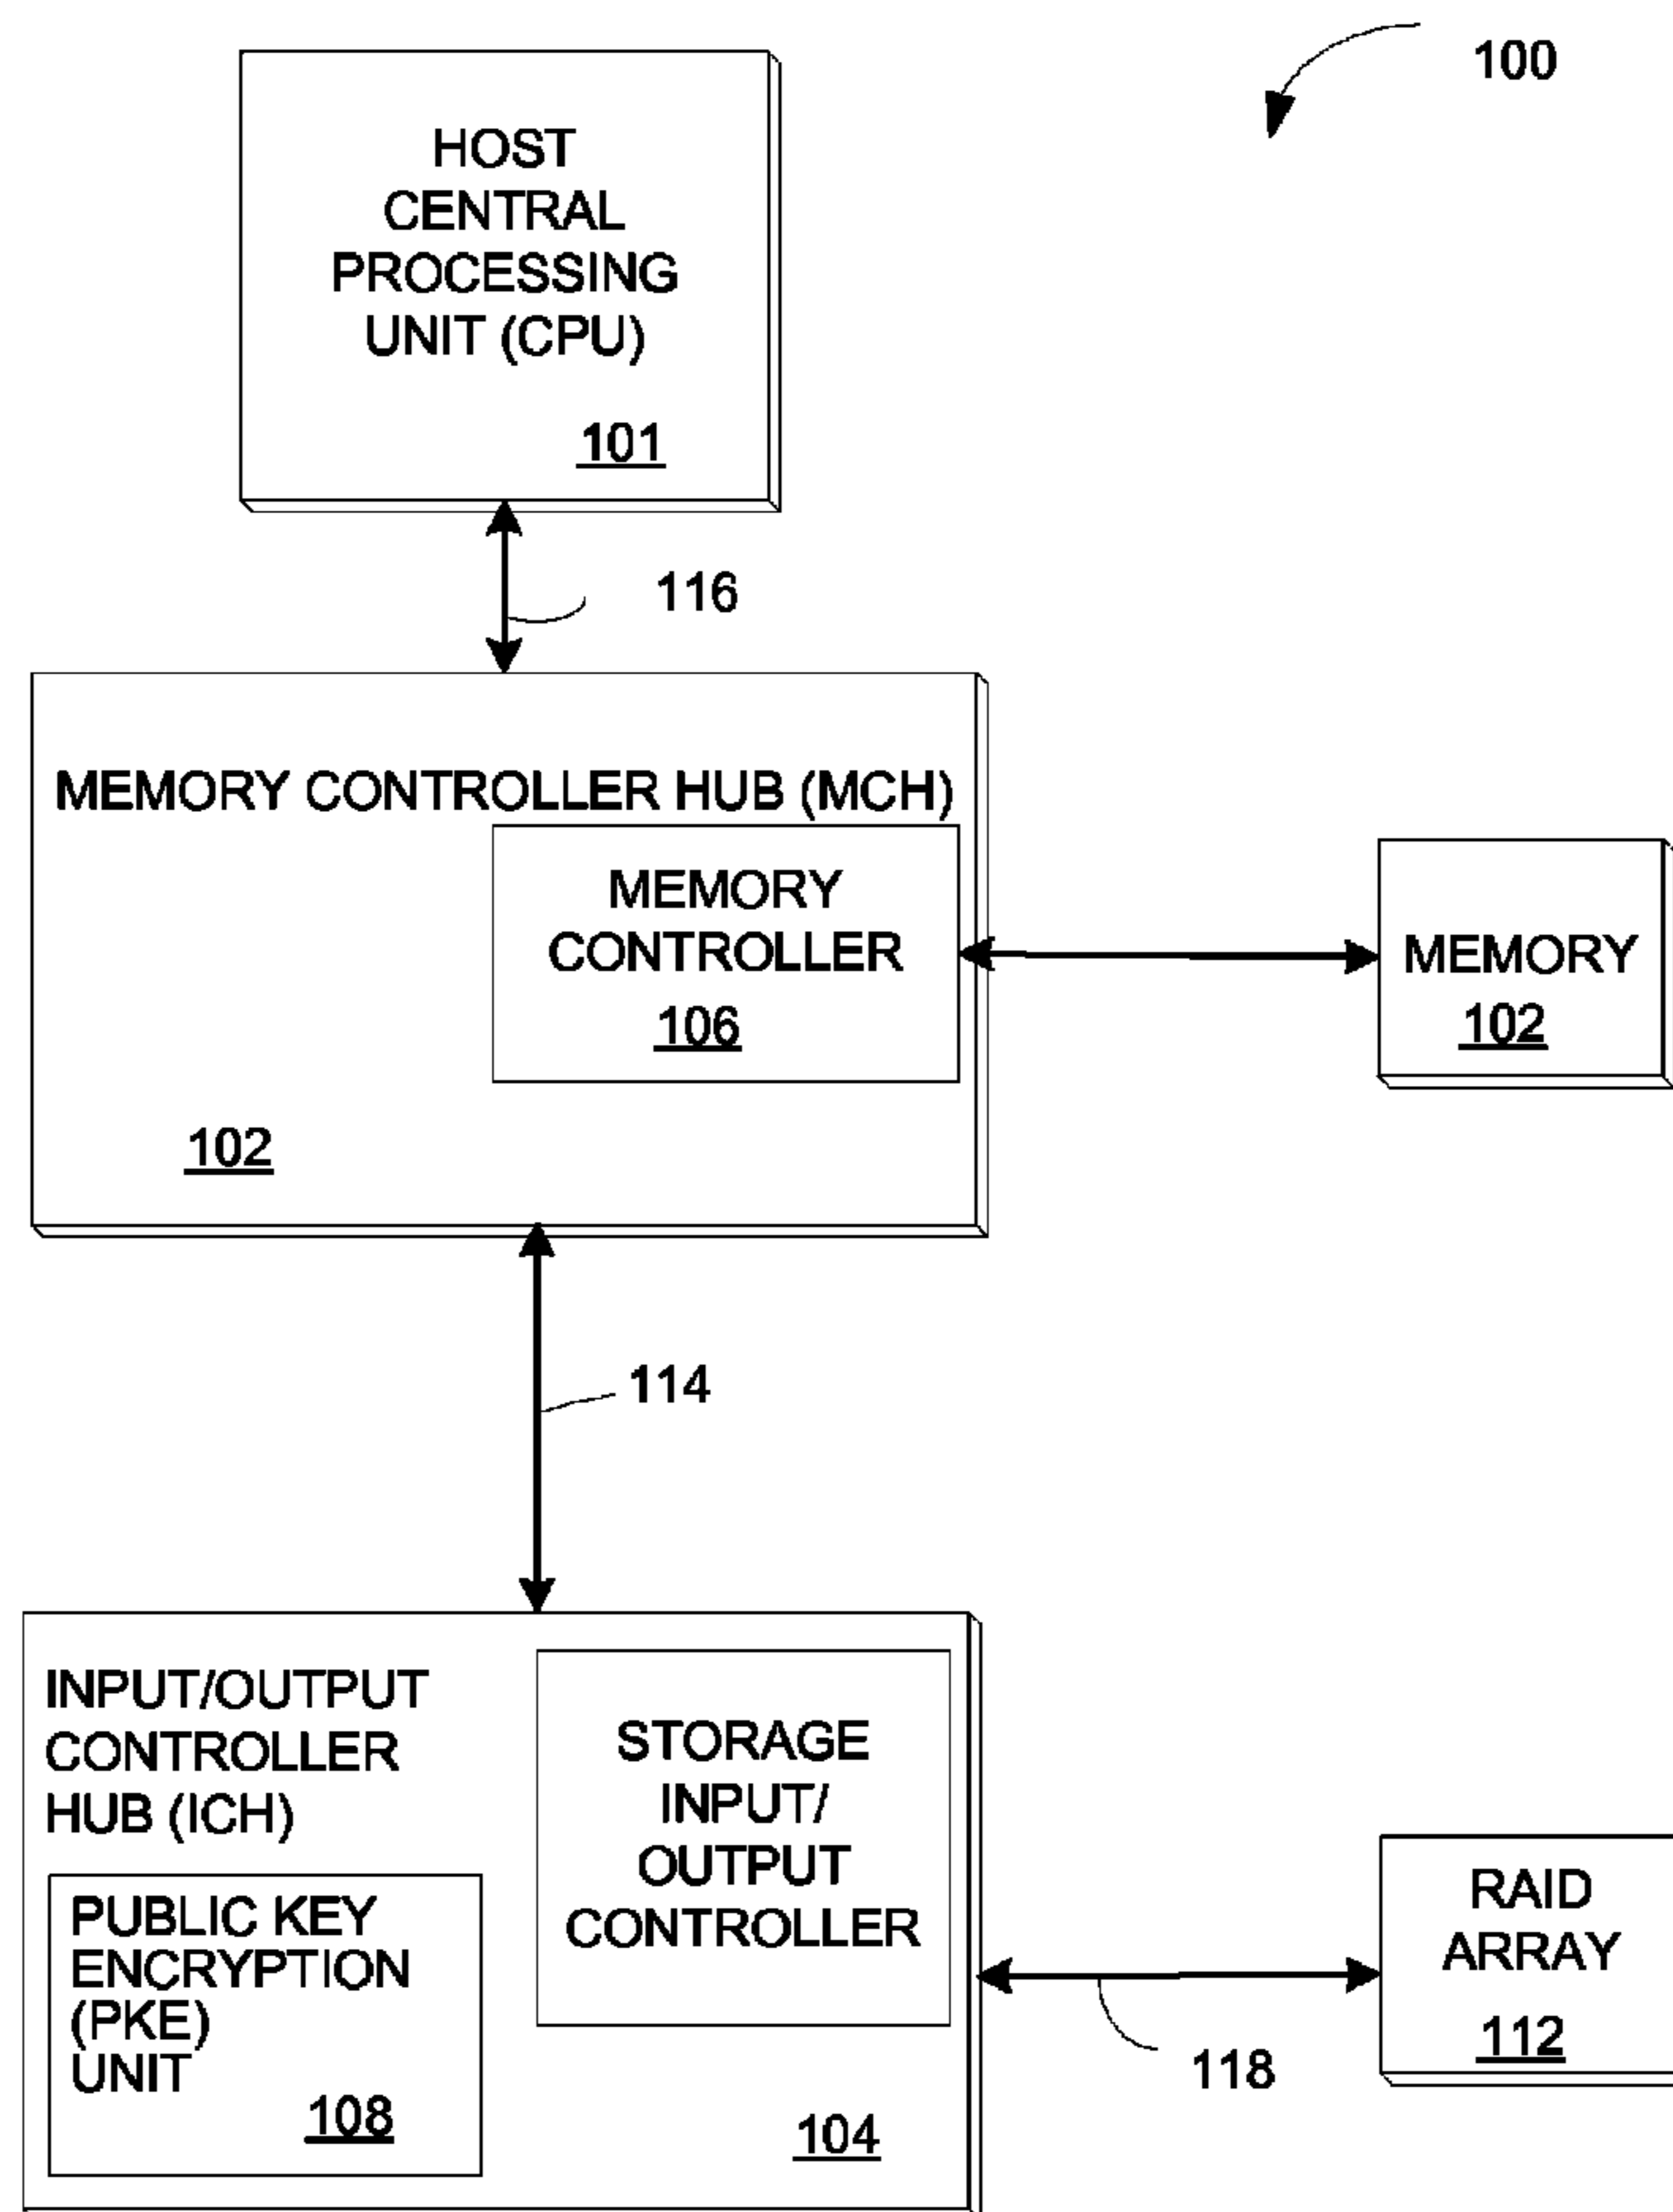 100
HOST
CENTRAL
PROCESSING
UNIT (CPU)
101
116
MEMORY CONTROLLER HUB (MCH)
MEMORY
CONTROLLER
106
102
MEMORY
102
114
INPUT/OUTPUT
CONTROLLER
HUB (ICH)
STORAGE
INPUT/
OUTPUT
CONTROLLER
PUBLIC KEY
ENCRYPTION
(PKE)
UNIT
108
104
118
RAID
ARRAY
112